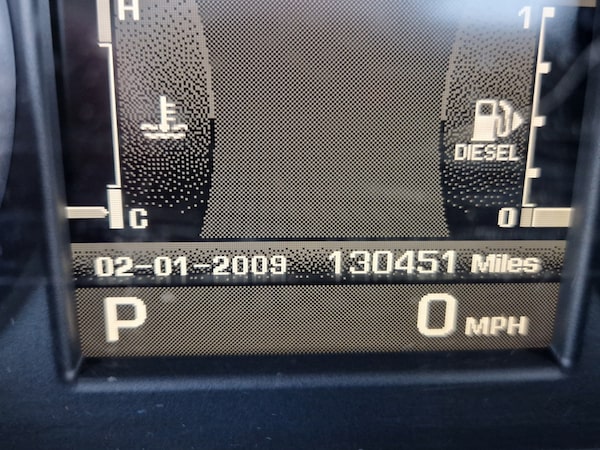 H 1
DIESEL
C 0
02-01-2009 130451 Miles
P 0 MPH